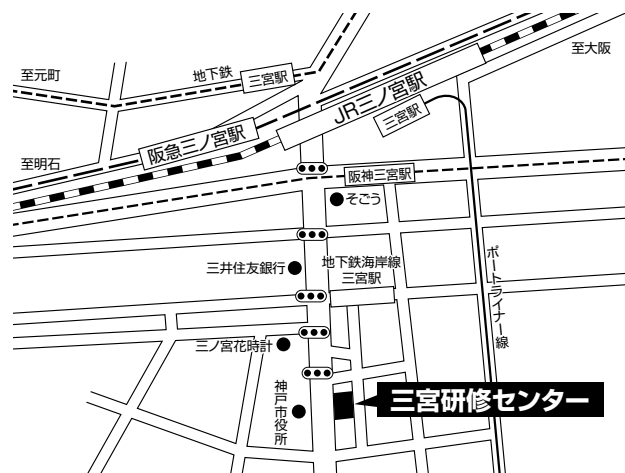 至大阪
至元町
地下鉄
三宮駅
JR三ノ宮駅
三宮駅
阪急三ノ宮駅
至明石
阪神三宮駅
そごう
三井住友銀行
地下鉄海岸線
三宮駅
ポートライナー線
三ノ宮花時計
神戸市役所
三宮研修センター